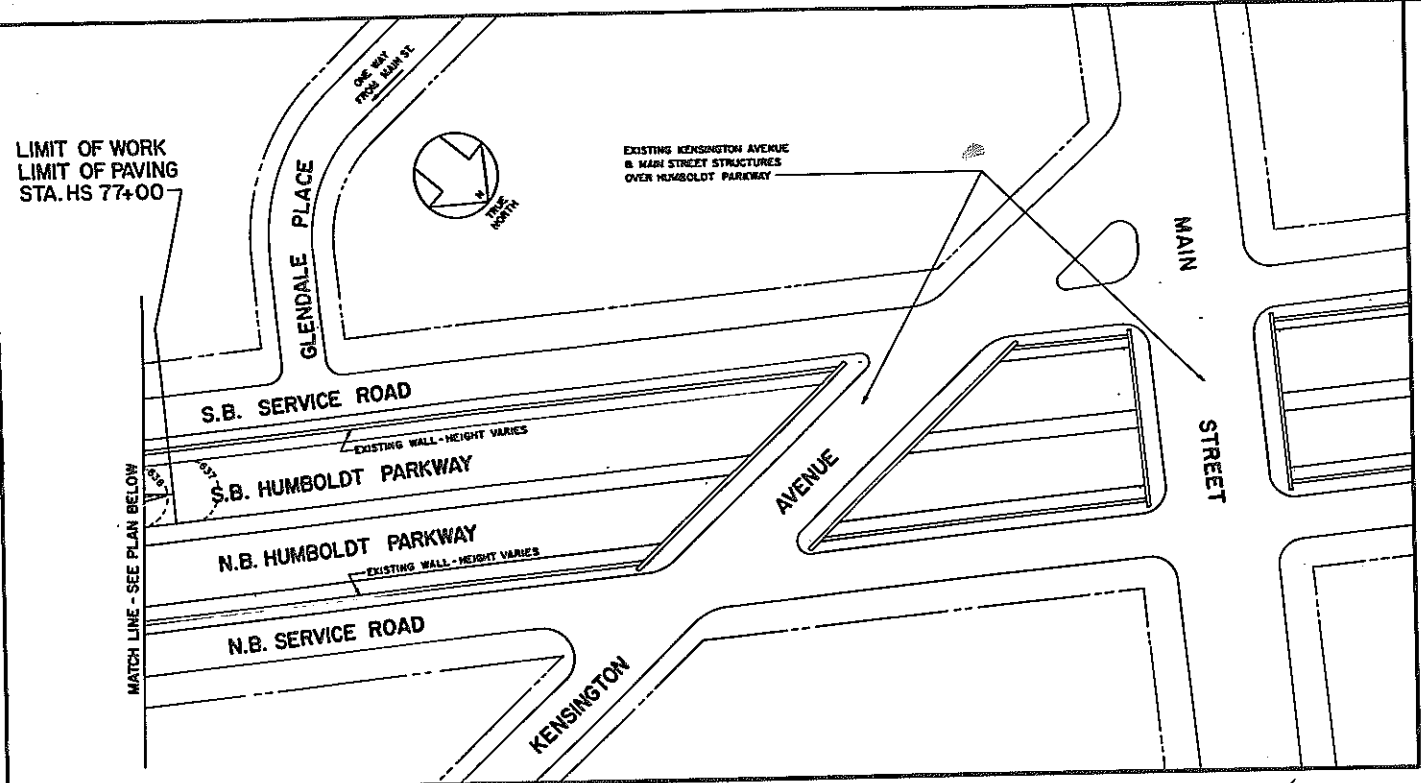 ONE WAY
FROM MAIN ST.
LIMIT OF WORK
LIMIT OF PAVING
STA. HS 77+00
GLENDALE PLACE
N
TRUE
NORTH
EXISTING KENSINGTON AVENUE
& MAIN STREET STRUCTURES
OVER HUMBOLDT PARKWAY
MAIN
STREET
S.B. SERVICE ROAD
EXISTING WALL - HEIGHT VARIES
636
637
S.B. HUMBOLDT PARKWAY
N.B. HUMBOLDT PARKWAY
EXISTING WALL - HEIGHT VARIES
N.B. SERVICE ROAD
MATCH LINE - SEE PLAN BELOW
AVENUE
KENSINGTON